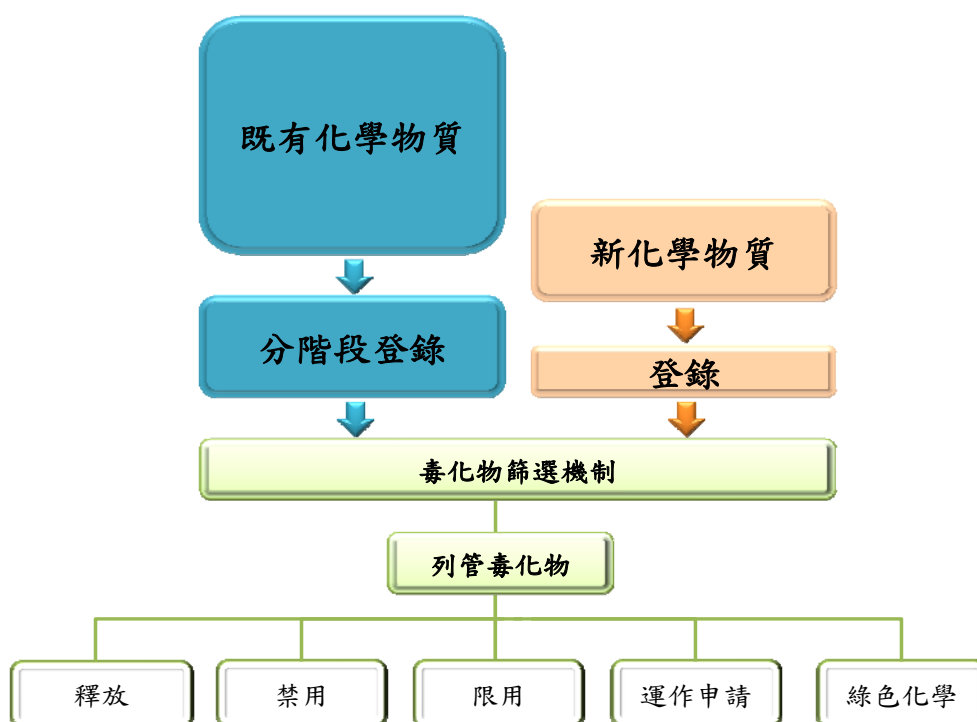 既有化學物質
新化學物質
分階段登錄
登錄
毒化物篩選機制
列管毒化物
釋放
禁用
限用
運作申請
綠色化學